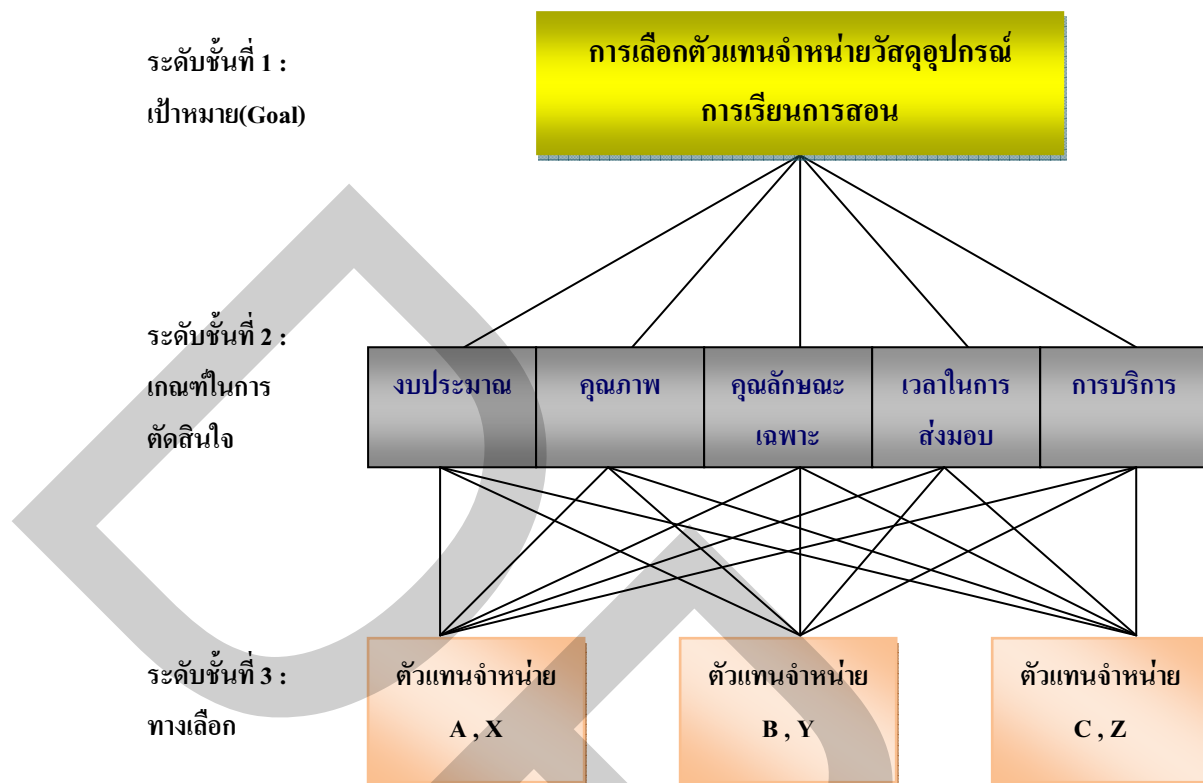 ระดับชั้นที่ 1 :
เป้าหมาย(Goal)
การเลือกตัวแทนจำหน่ายวัสดุอุปกรณ์
การเรียนการสอน
ระดับชั้นที่ 2 :
เกณฑ์ในการ
ตัดสินใจ
งบประมาณ
คุณภาพ
คุณลักษณะ
เฉพาะ
เวลาในการ
ส่งมอบ
การบริการ
ระดับชั้นที่ 3 :
ทางเลือก
ตัวแทนจำหน่าย
A , X
ตัวแทนจำหน่าย
B , Y
ตัวแทนจำหน่าย
C , Z